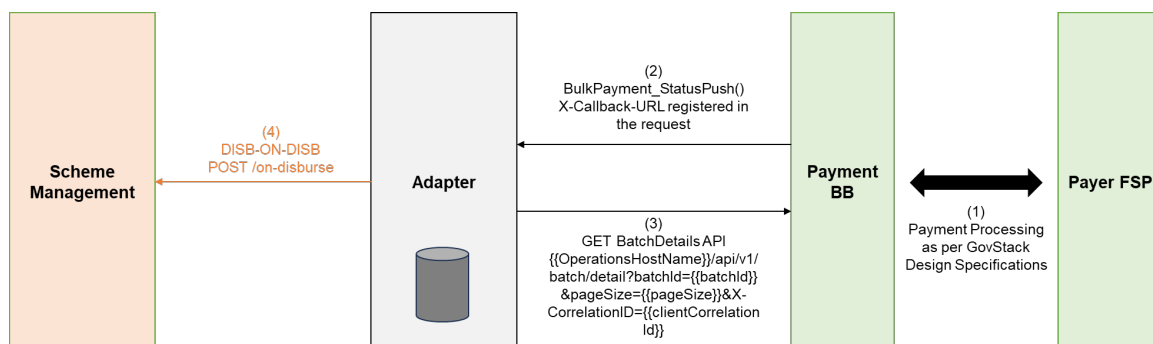 (2)
BulkPayment_StatusPush()
X-Callback-URL registered in
the request
(4)
DISB-ON-DISB
POST /on-disburse
Scheme
Management
Adapter
Payment
BB
Payer FSP
(1)
Payment Processing
as per GovStack
Design Specifications
(3)
GET BatchDetails API
{{OperationsHostName}}/api/v1/
batch/detail?batchId={{batchId}}
&pageSize={{pageSize}}&X-
CorrelationID={{clientCorrelation
Id}}